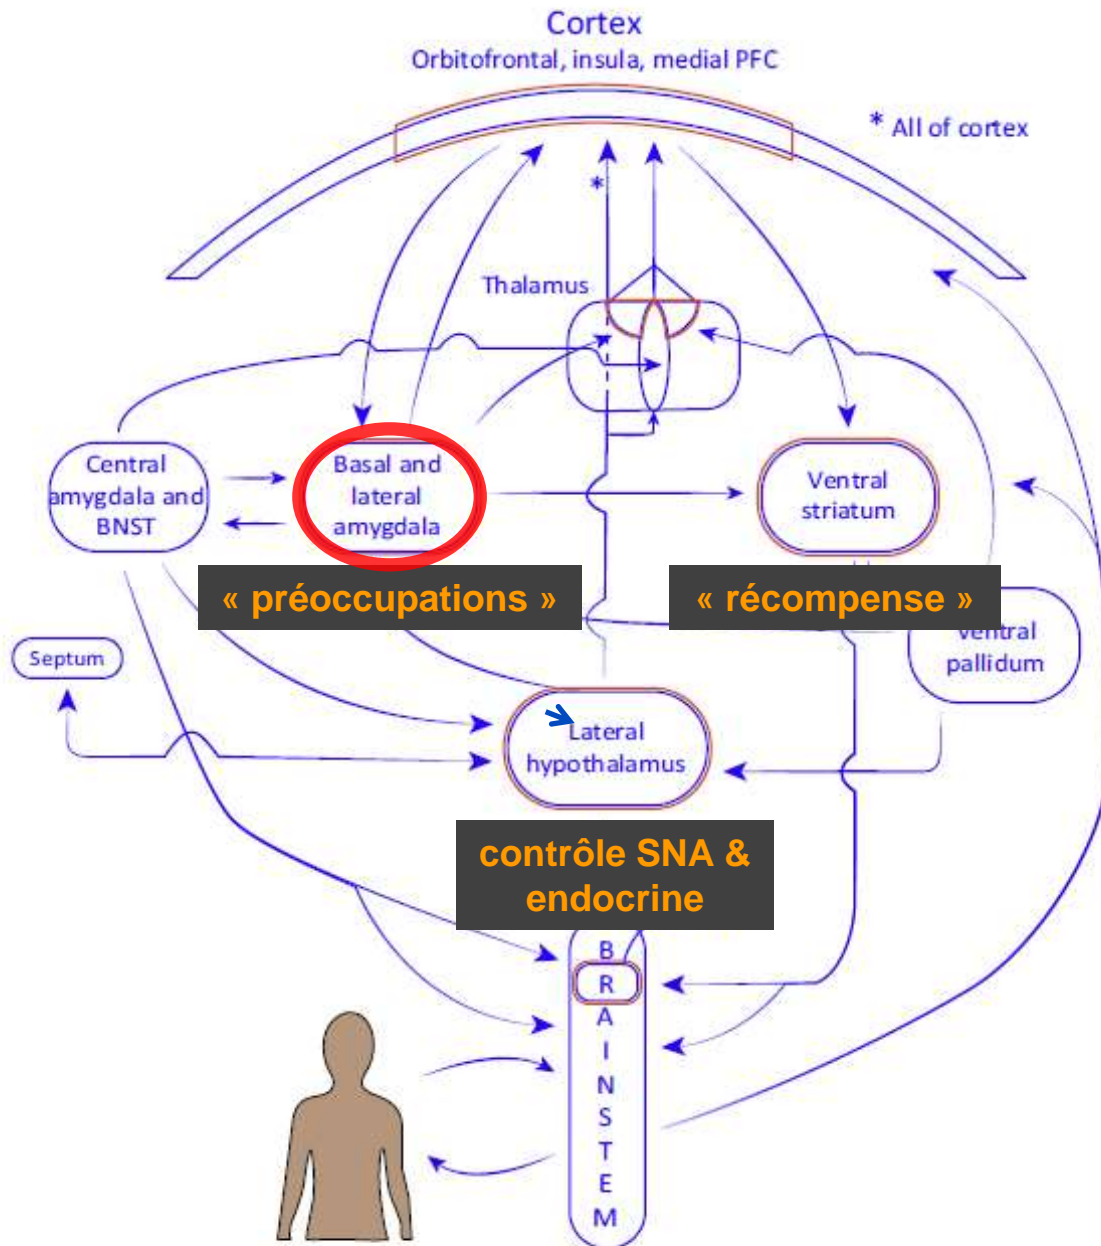 Cortex
Orbitofrontal, insula, medial PFC
* All of cortex
*
Thalamus
Central
amygdala and
BNST
Basal and
lateral
amygdala
Ventral
striatum
« préoccupations »
« récompense »
Ventral
pallidum
Septum
Lateral
hypothalamus
contrôle SNA &
endocrine
B
R
A
I
N
S
T
E
M